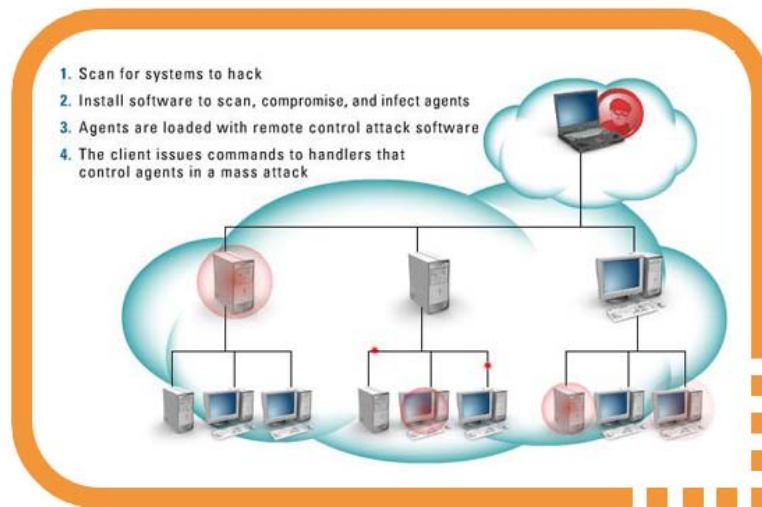 1. Scan for systems to hack
2. Install software to scan, compromise, and infect agents
3. Agents are loaded with remote control attack software
4. The client issues commands to handlers that
control agents in a mass attack